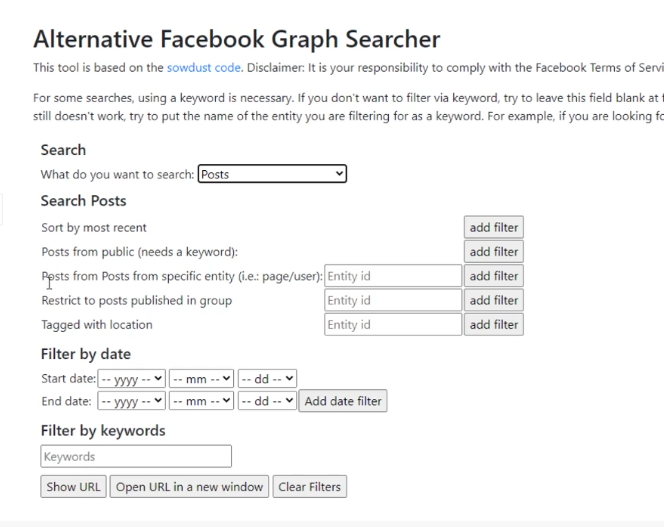 Alternative Facebook Graph Searcher
This tool is based on the sowdust code. Disclaimer: It is your responsibility to comply with the Facebook Terms of
For some searches, using a keyword is necessary. If you don't want to filter via keyword, try to leave this field blank at
still doesn't work, try to put the name of the entity you are filtering for as a keyword. For example, if you are looking
Search
What do you want to search: Posts
Search Posts
Sort by most recent add filter
Posts from public (needs a keyword): add filter
Posts from Posts from specific entity (i.e.: page/user): Entity id add filter
Restrict to posts published in group Entity id add filter
Tagged with location Entity id add filter
Filter by date
Start date: -- yyyy -- -- mm -- -- dd --
End date: -- yyyy -- -- mm -- -- dd -- Add date filter
Filter by keywords
Keywords
Show URL Open URL in a new window Clear Filters